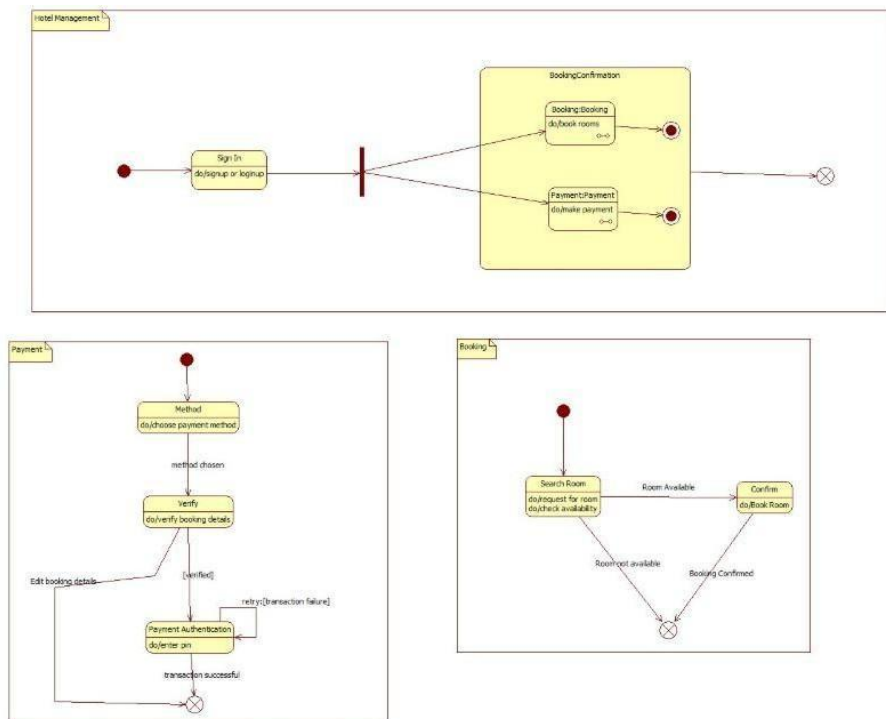 Hotel Management
BookingConfirmation
Booking:Booking
do/book rooms
Sign In
do/signup or loginup
Payment:Payment
do/make payment
Payment
Method
do/choose payment method
method chosen
Verify
do/verify booking details
Edit booking details
[verified]
retry:[transaction failure]
Payment Authentication
do/enter pin
transaction successful
Booking
Search Room
do/request for room
do/check availability
Room Available
Confirm
do/Book Room
Room not available
Booking Confirmed